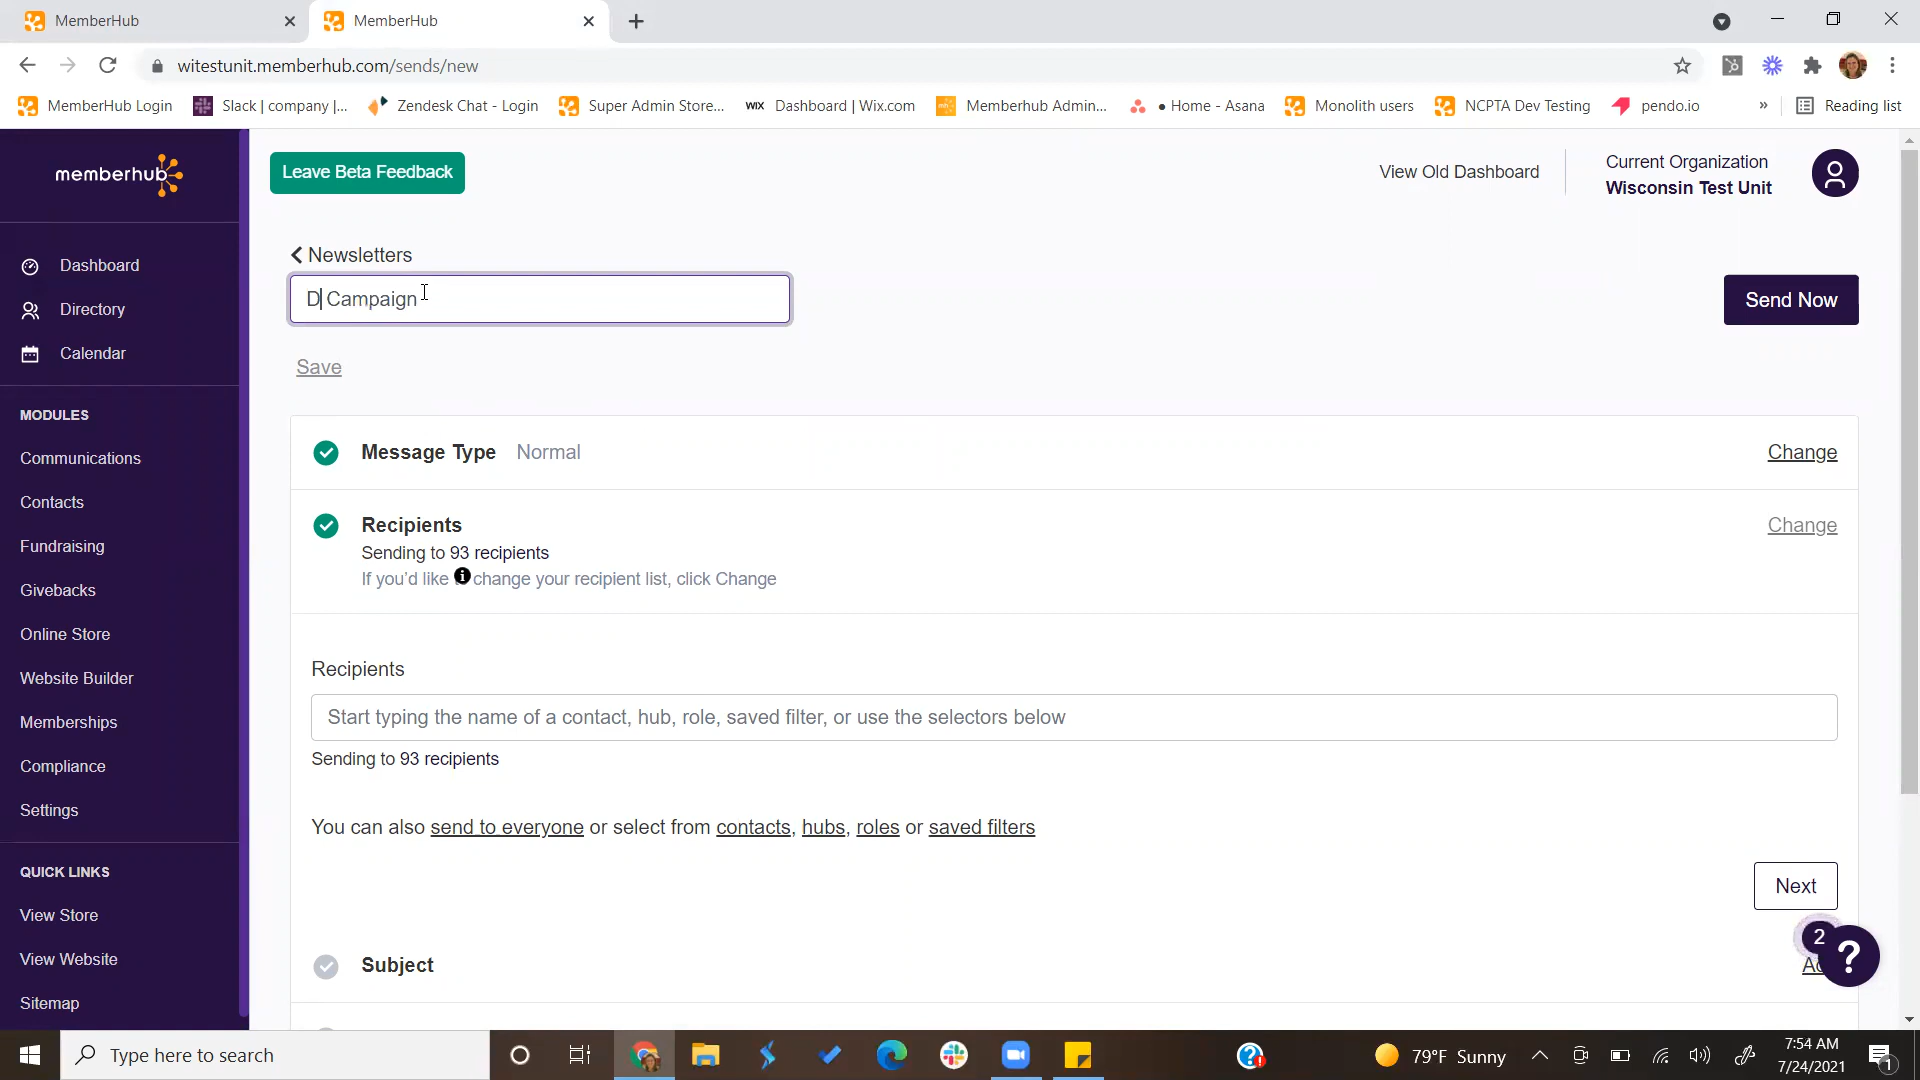 MemberHub
MemberHub
witestunit.memberhub.com/sends/new
MemberHub Login
Slack | company |...
Zendesk Chat - Login
Super Admin Store...
WIX Dashboard | Wix.com
Memberhub Admin...
• Home - Asana
Monolith users
NCPTA Dev Testing
pendo.io
»
Reading list
memberhub
Leave Beta Feedback
View Old Dashboard
Current Organization
Wisconsin Test Unit
Dashboard
Directory
Calendar
MODULES
Communications
Contacts
Fundraising
Givebacks
Online Store
Website Builder
Memberships
Compliance
Settings
QUICK LINKS
View Store
View Website
Sitemap
Newsletters
D Campaign
Send Now
Save
Message Type Normal
Change
Recipients
Change
Sending to 93 recipients
If you'd like change your recipient list, click Change
Recipients
Start typing the name of a contact, hub, role, saved filter, or use the selectors below
Sending to 93 recipients
You can also send to everyone or select from contacts, hubs, roles or saved filters
Next
Subject
2
?
Type here to search
79°F Sunny
7:54 AM
7/24/2021
1